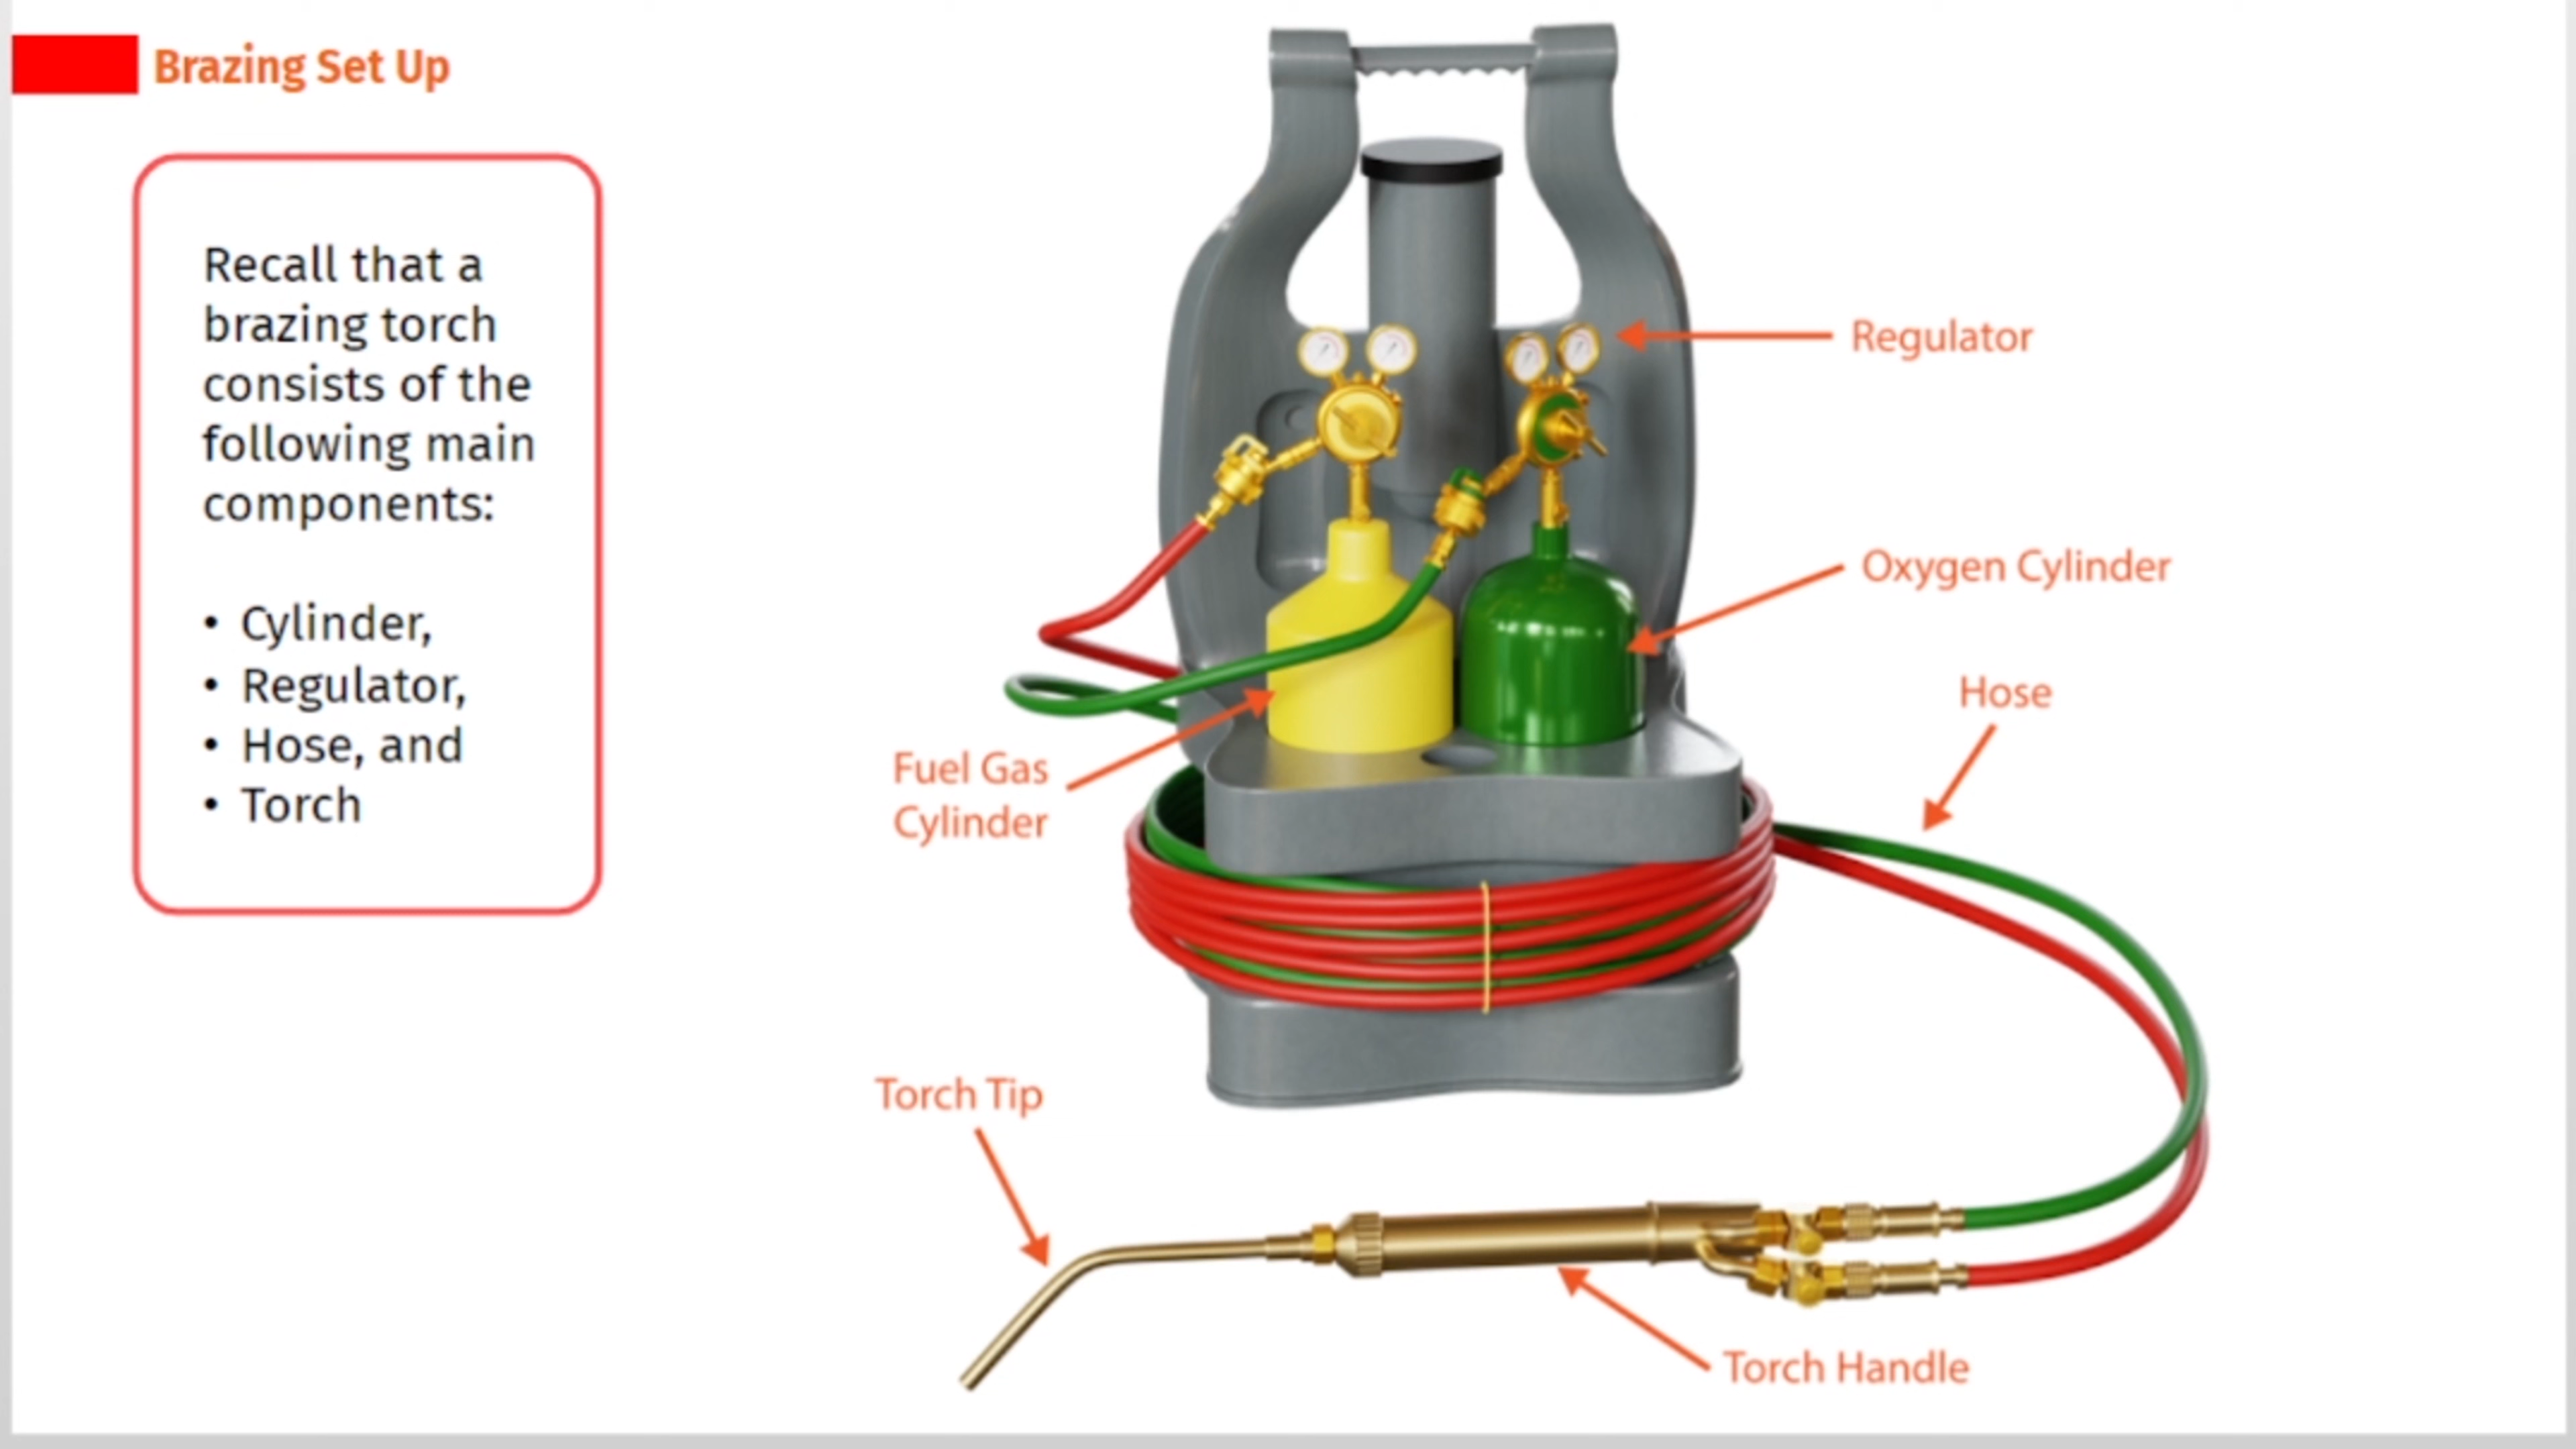 Brazing Set Up
Recall that a
brazing torch
consists of the
following main
components:
• Cylinder,
• Regulator,
• Hose, and
• Torch
Regulator
Oxygen Cylinder
Hose
Fuel Gas
Cylinder
Torch Tip
Torch Handle